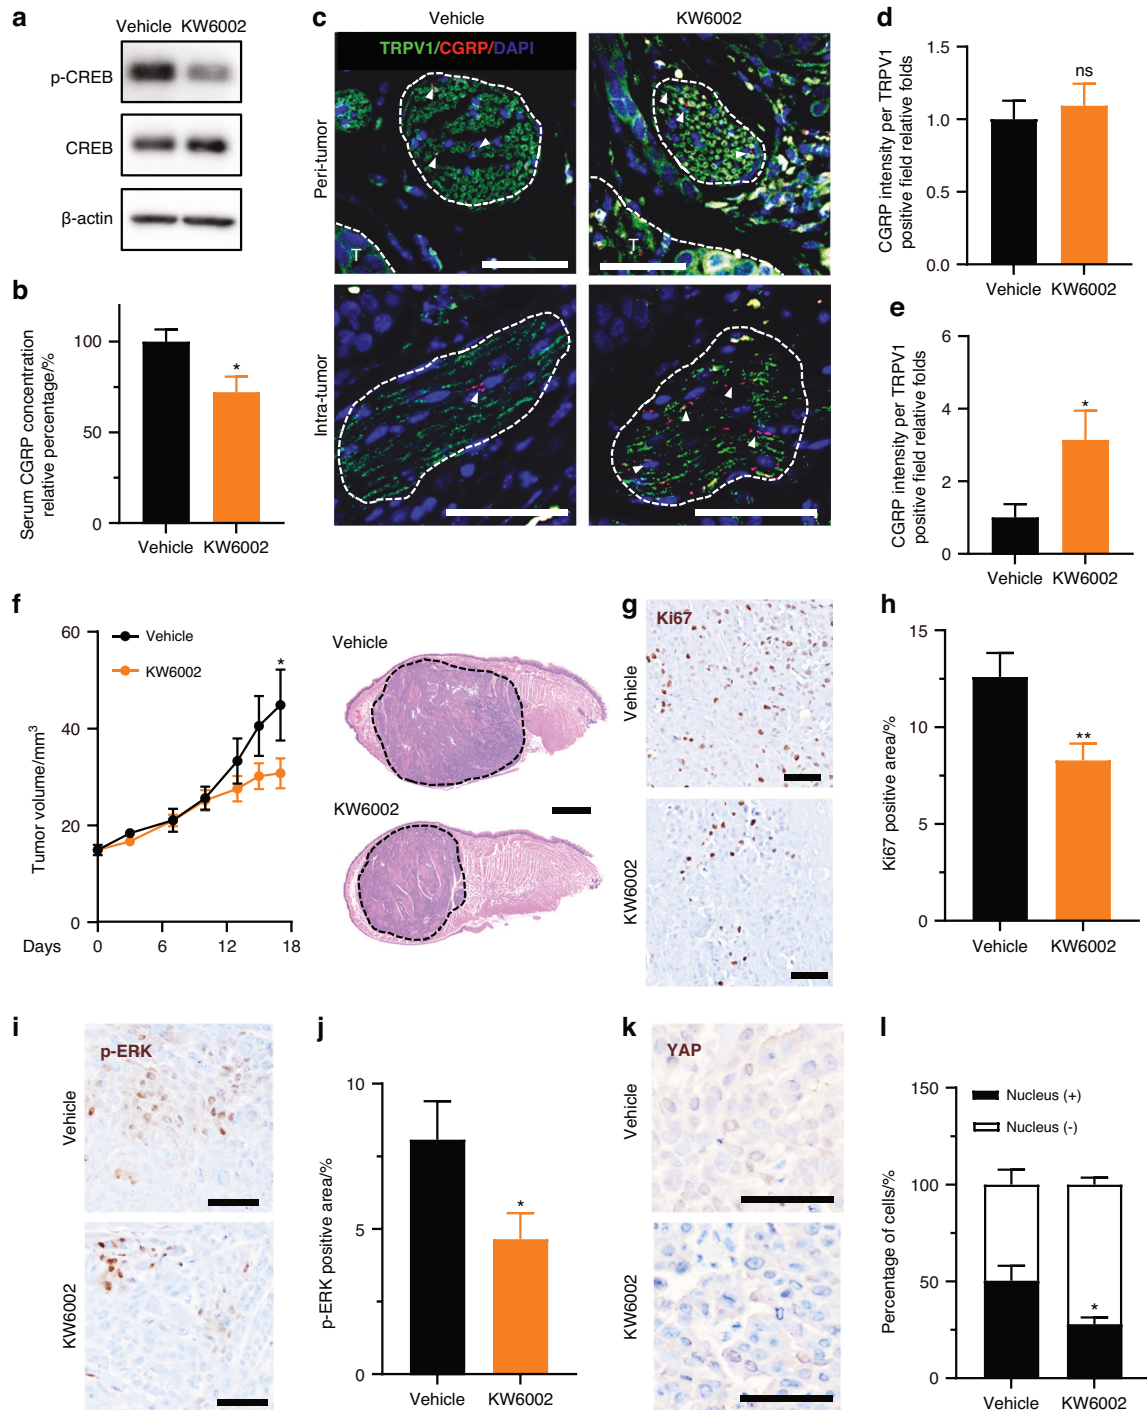 a
Vehicle KW6002
p-CREB
CREB
β-actin
b
Serum CGRP concentration
relative percentage/%
100
50
0
*
Vehicle KW6002
c
Vehicle
KW6002
TRPV1/CGRP/DAPI
Peri-tumor
T
T
Intra-tumor
d
CGRP intensity per TRPV1
positive field relative folds
1.5
1.0
0.5
0.0
ns
Vehicle KW6002
e
CGRP intensity per TRPV1
positive field relative folds
6
4
2
0
*
Vehicle KW6002
f
Tumor volume/mm³
60
40
20
0
Vehicle
KW6002
*
Days 0 6 12 18
Vehicle
KW6002
g
Ki67
Vehicle
KW6002
h
Ki67 positive area/%
15
10
5
0
**
Vehicle KW6002
i
p-ERK
Vehicle
KW6002
j
p-ERK positive area/%
10
5
0
*
Vehicle KW6002
k
YAP
Vehicle
KW6002
l
Percentage of cells/%
150
100
50
0
Nucleus (+)
Nucleus (-)
*
Vehicle KW6002